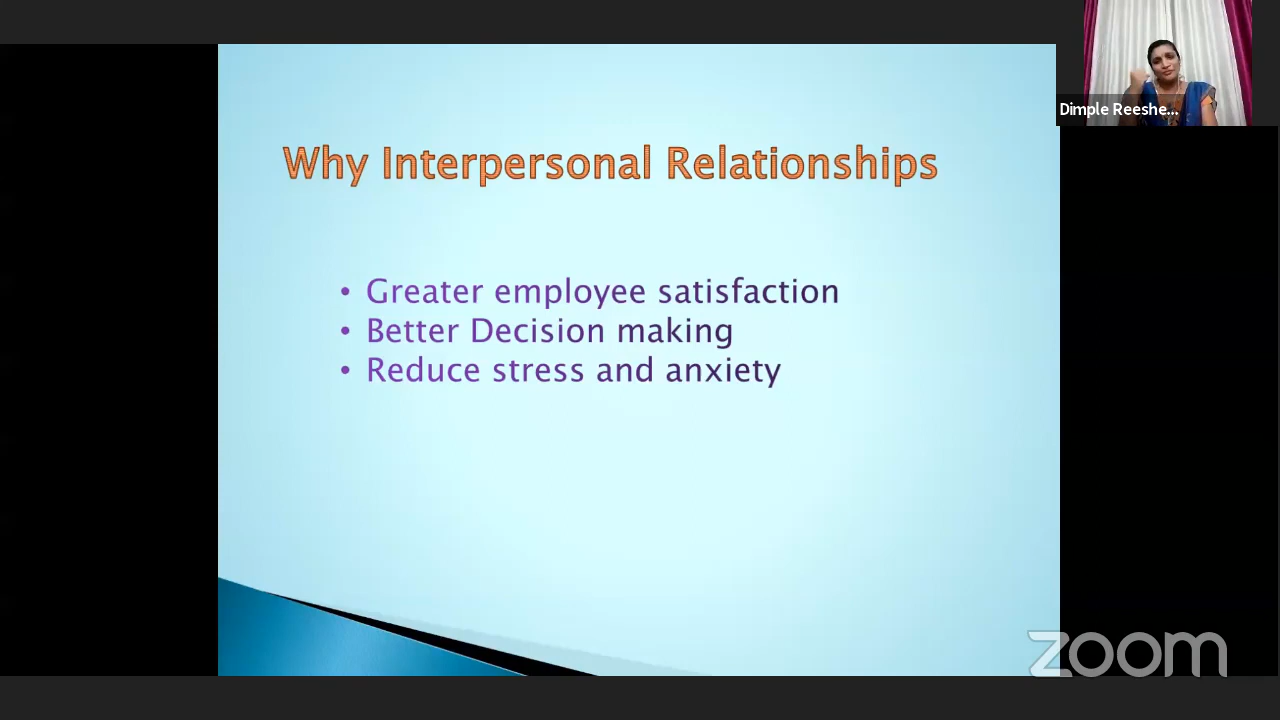 Dimple Reeshe...
Why Interpersonal Relationships
• Greater employee satisfaction
• Better Decision making
• Reduce stress and anxiety
zoom